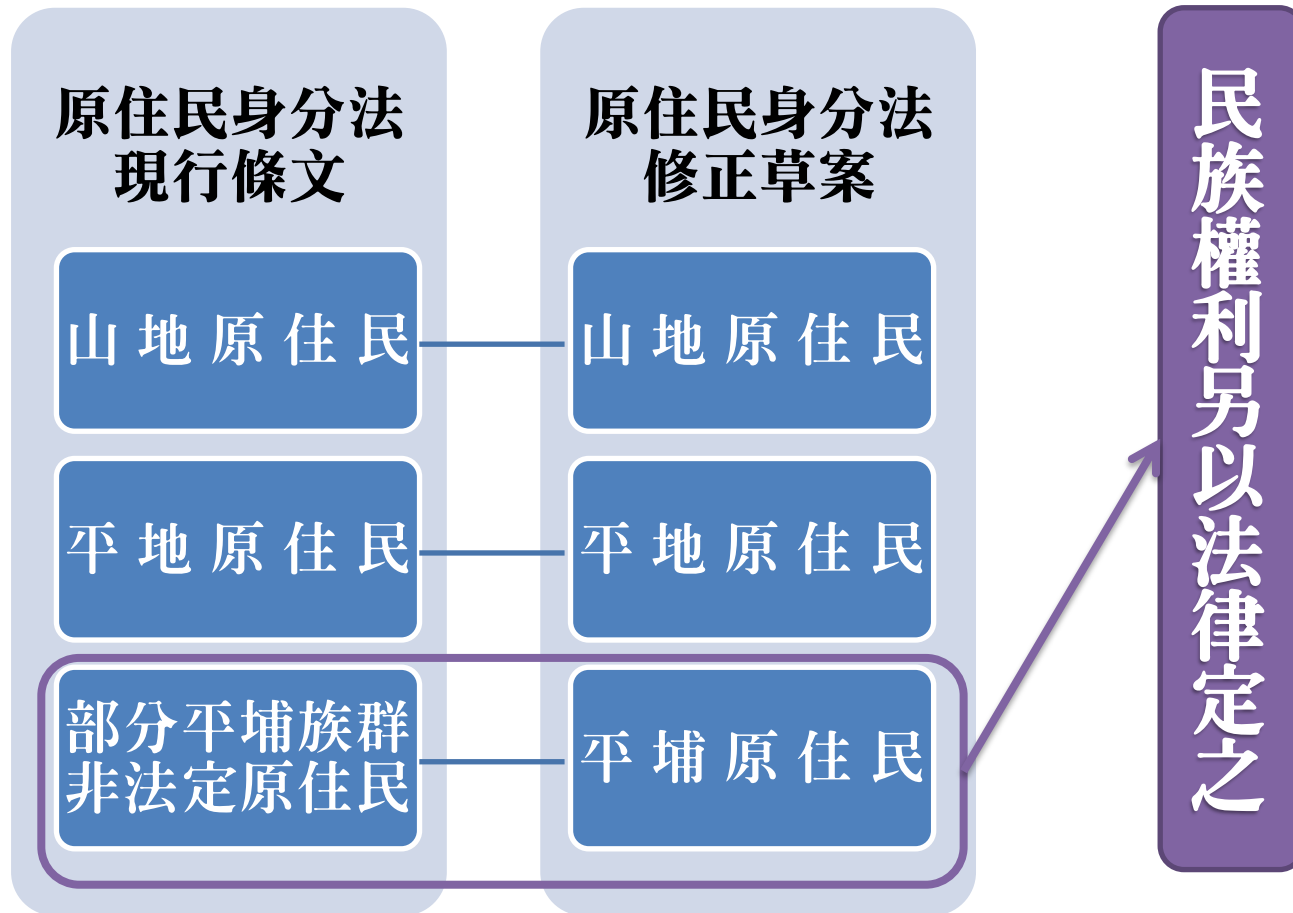 原住民身分法
現行條文
山地原住民
平地原住民
部分平埔族群
非法定原住民
原住民身分法
修正草案
山地原住民
平地原住民
平埔原住民
民族權利另以法律定之